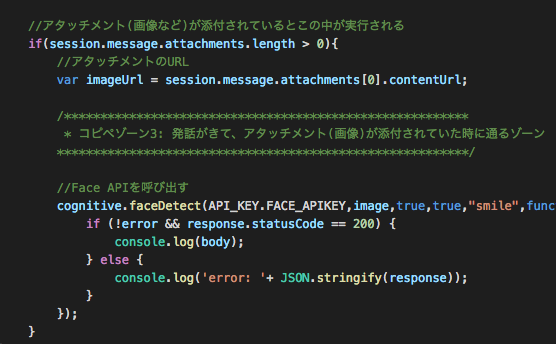 //アタッチメント(画像など)が添付されているとこの中が実行される
if(session.message.attachments.length > 0){
//アタッチメントのURL
var imageUrl = session.message.attachments[0].contentUrl;
/*******************************************************
* コピペゾーン3: 発話がきて、アタッチメント(画像)が添付されていた時に通るゾーン
********************************************************/
//Face APIを呼び出す
cognitive.faceDetect(API_KEY.FACE_APIKEY,image,true,true,"smile",func
if (!error && response.statusCode == 200) {
console.log(body);
} else {
console.log('error: '+ JSON.stringify(response));
}
});
}